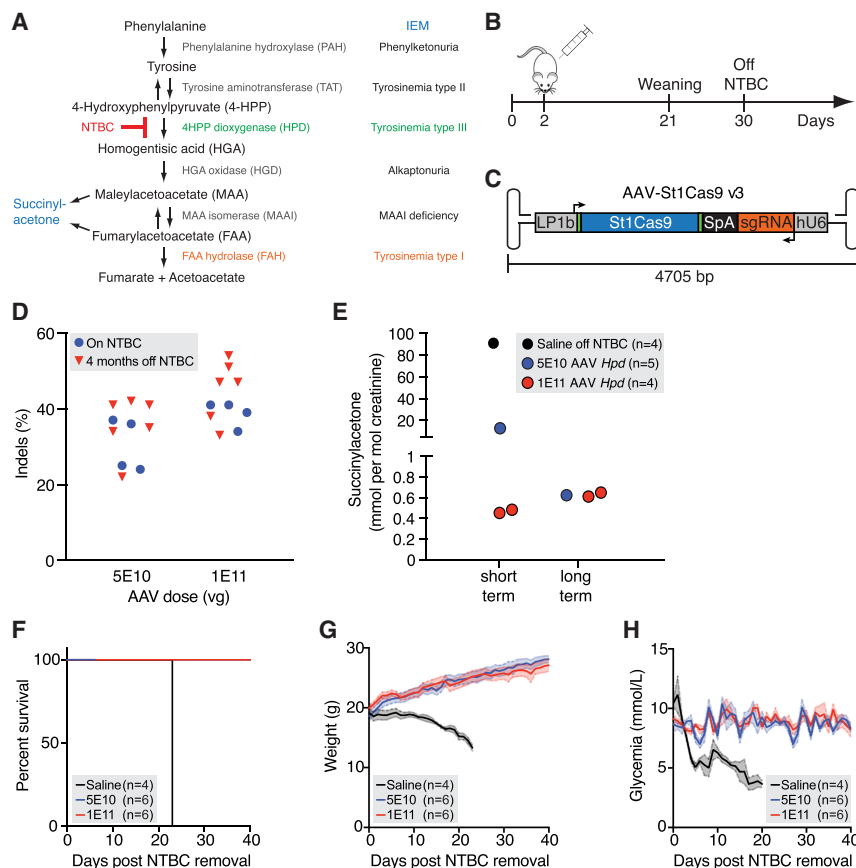 A
Phenylalanine
IEM
Phenylalanine hydroxylase (PAH)
Phenylketonuria
Tyrosine
Tyrosine aminotransferase (TAT)
Tyrosinemia type II
4-Hydroxyphenylpyruvate (4-HPP)
NTBC
4HPP dioxygenase (HPD)
Tyrosinemia type III
Homogentisic acid (HGA)
HGA oxidase (HGD)
Alkaptonuria
Succinyl-
acetone
Maleylacetoacetate (MAA)
MAA isomerase (MAAI)
MAAI deficiency
Fumarylacetoacetate (FAA)
FAA hydrolase (FAH)
Tyrosinemia type I
Fumarate + Acetoacetate
B
Weaning
Off
NTBC
0 2 21 30 Days
C
AAV-St1Cas9 v3
LP1b St1Cas9 SpA sgRNA hU6
4705 bp
D
On NTBC
4 months off NTBC
Indels (%)
60
40
20
0
5E10 1E11
AAV dose (vg)
E
Saline off NTBC (n=4)
5E10 AAV Hpd (n=5)
1E11 AAV Hpd (n=4)
Succinylacetone
(mmol per mol creatinine)
100
80
60
40
20
1
0.8
0.6
0.4
0.2
0
short
term
long
term
F
Percent survival
100
50
0
Saline (n=4)
5E10 (n=6)
1E11 (n=6)
0 10 20 30 40
Days post NTBC removal
G
Weight (g)
30
20
10
0
Saline (n=4)
5E10 (n=6)
1E11 (n=6)
0 10 20 30 40
Days post NTBC removal
H
Glycemia (mmol/L)
15
10
5
0
Saline (n=4)
5E10 (n=6)
1E11 (n=6)
0 10 20 30 40
Days post NTBC removal